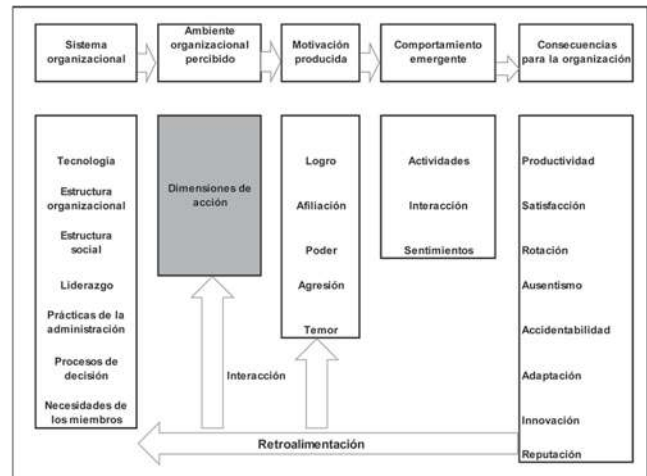 Sistema
organizacional
Ambiente
organizacional
percibido
Motivación
producida
Comportamiento
emergente
Consecuencias
para la organización
Tecnología
Estructura
organizacional
Estructura
social
Liderazgo
Prácticas de la
administración
Procesos de
decisión
Necesidades de
los miembros
Dimensiones de
acción
Logro
Afiliación
Poder
Agresión
Temor
Actividades
Interacción
Sentimientos
Productividad
Satisfacción
Rotación
Ausentismo
Accidentabilidad
Adaptación
Innovación
Reputación
Interacción
Retroalimentación